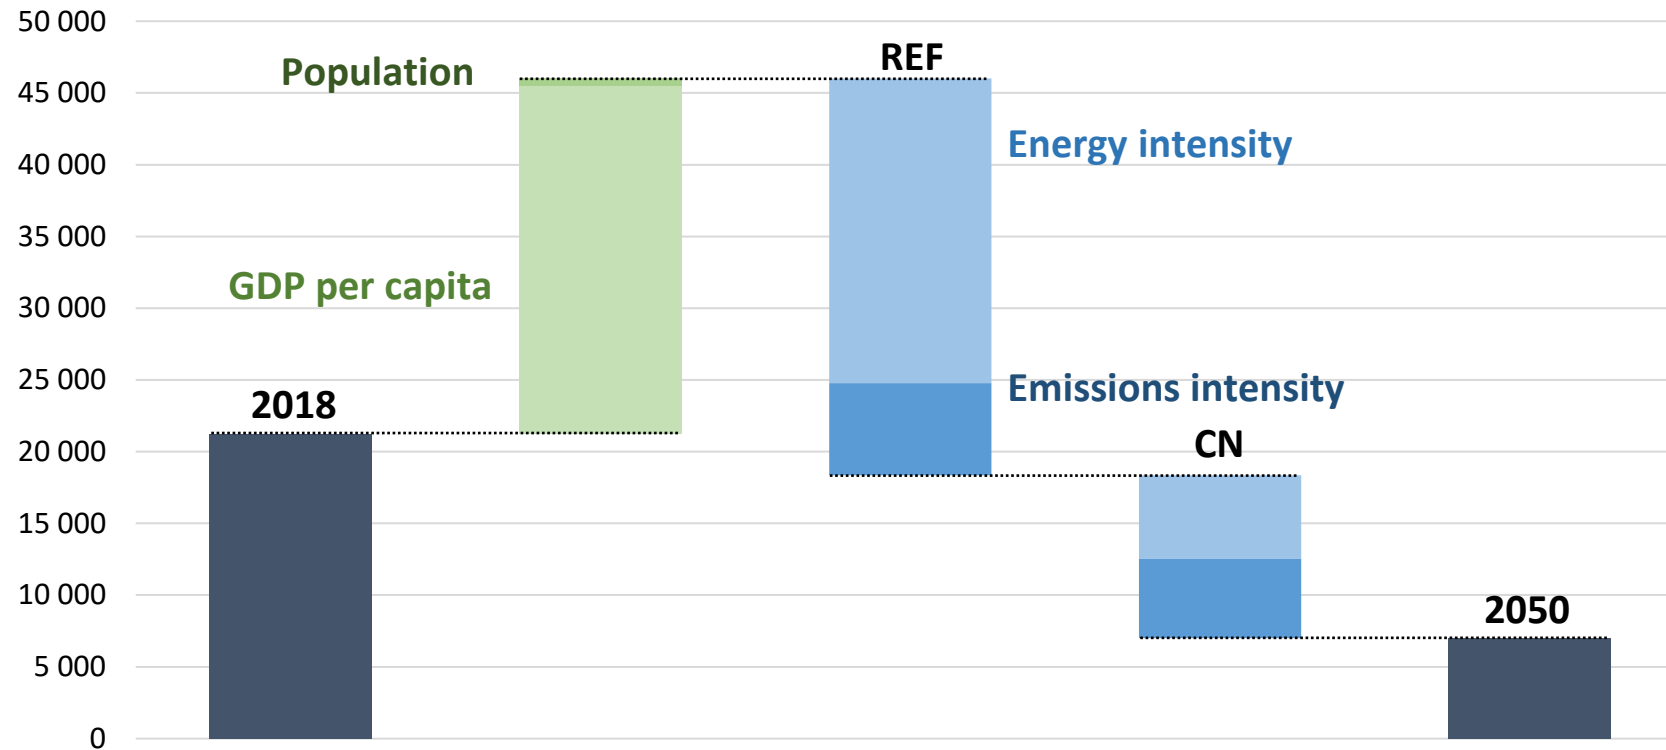 50 000
45 000
40 000
35 000
30 000
25 000
20 000
15 000
10 000
5 000
0
Population
REF
Energy intensity
GDP per capita
Emissions intensity
2018
CN
2050